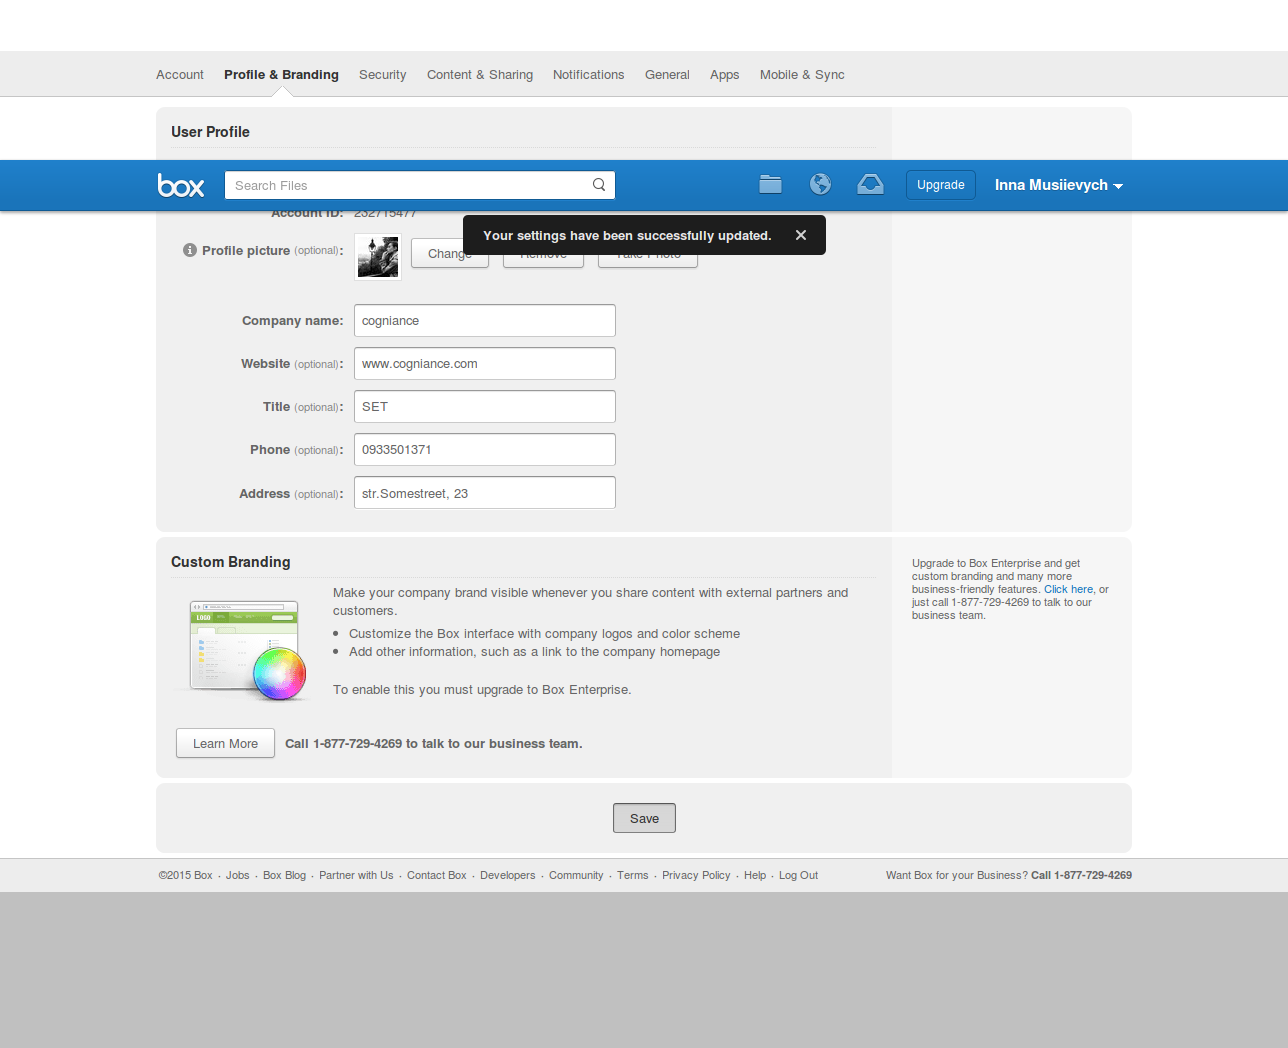 Account Profile & Branding Security Content & Sharing Notifications General Apps Mobile & Sync
User Profile
box Search Files Upgrade Inna Musiievych
Account ID: 232715477
Your settings have been successfully updated.
Profile picture (optional): Change Remove Take Photo
Company name: cogniance
Website (optional): www.cogniance.com
Title (optional): SET
Phone (optional): 0933501371
Address (optional): str.Somestreet, 23
Custom Branding
Make your company brand visible whenever you share content with external partners and
customers.
Customize the Box interface with company logos and color scheme
Add other information, such as a link to the company homepage
To enable this you must upgrade to Box Enterprise.
LOGO
Learn More Call 1-877-729-4269 to talk to our business team.
Upgrade to Box Enterprise and get
custom branding and many more
business-friendly features. Click here, or
just call 1-877-729-4269 to talk to our
business team.
Save
©2015 Box · Jobs · Box Blog · Partner with Us · Contact Box · Developers · Community · Terms · Privacy Policy · Help · Log Out
Want Box for your Business? Call 1-877-729-4269